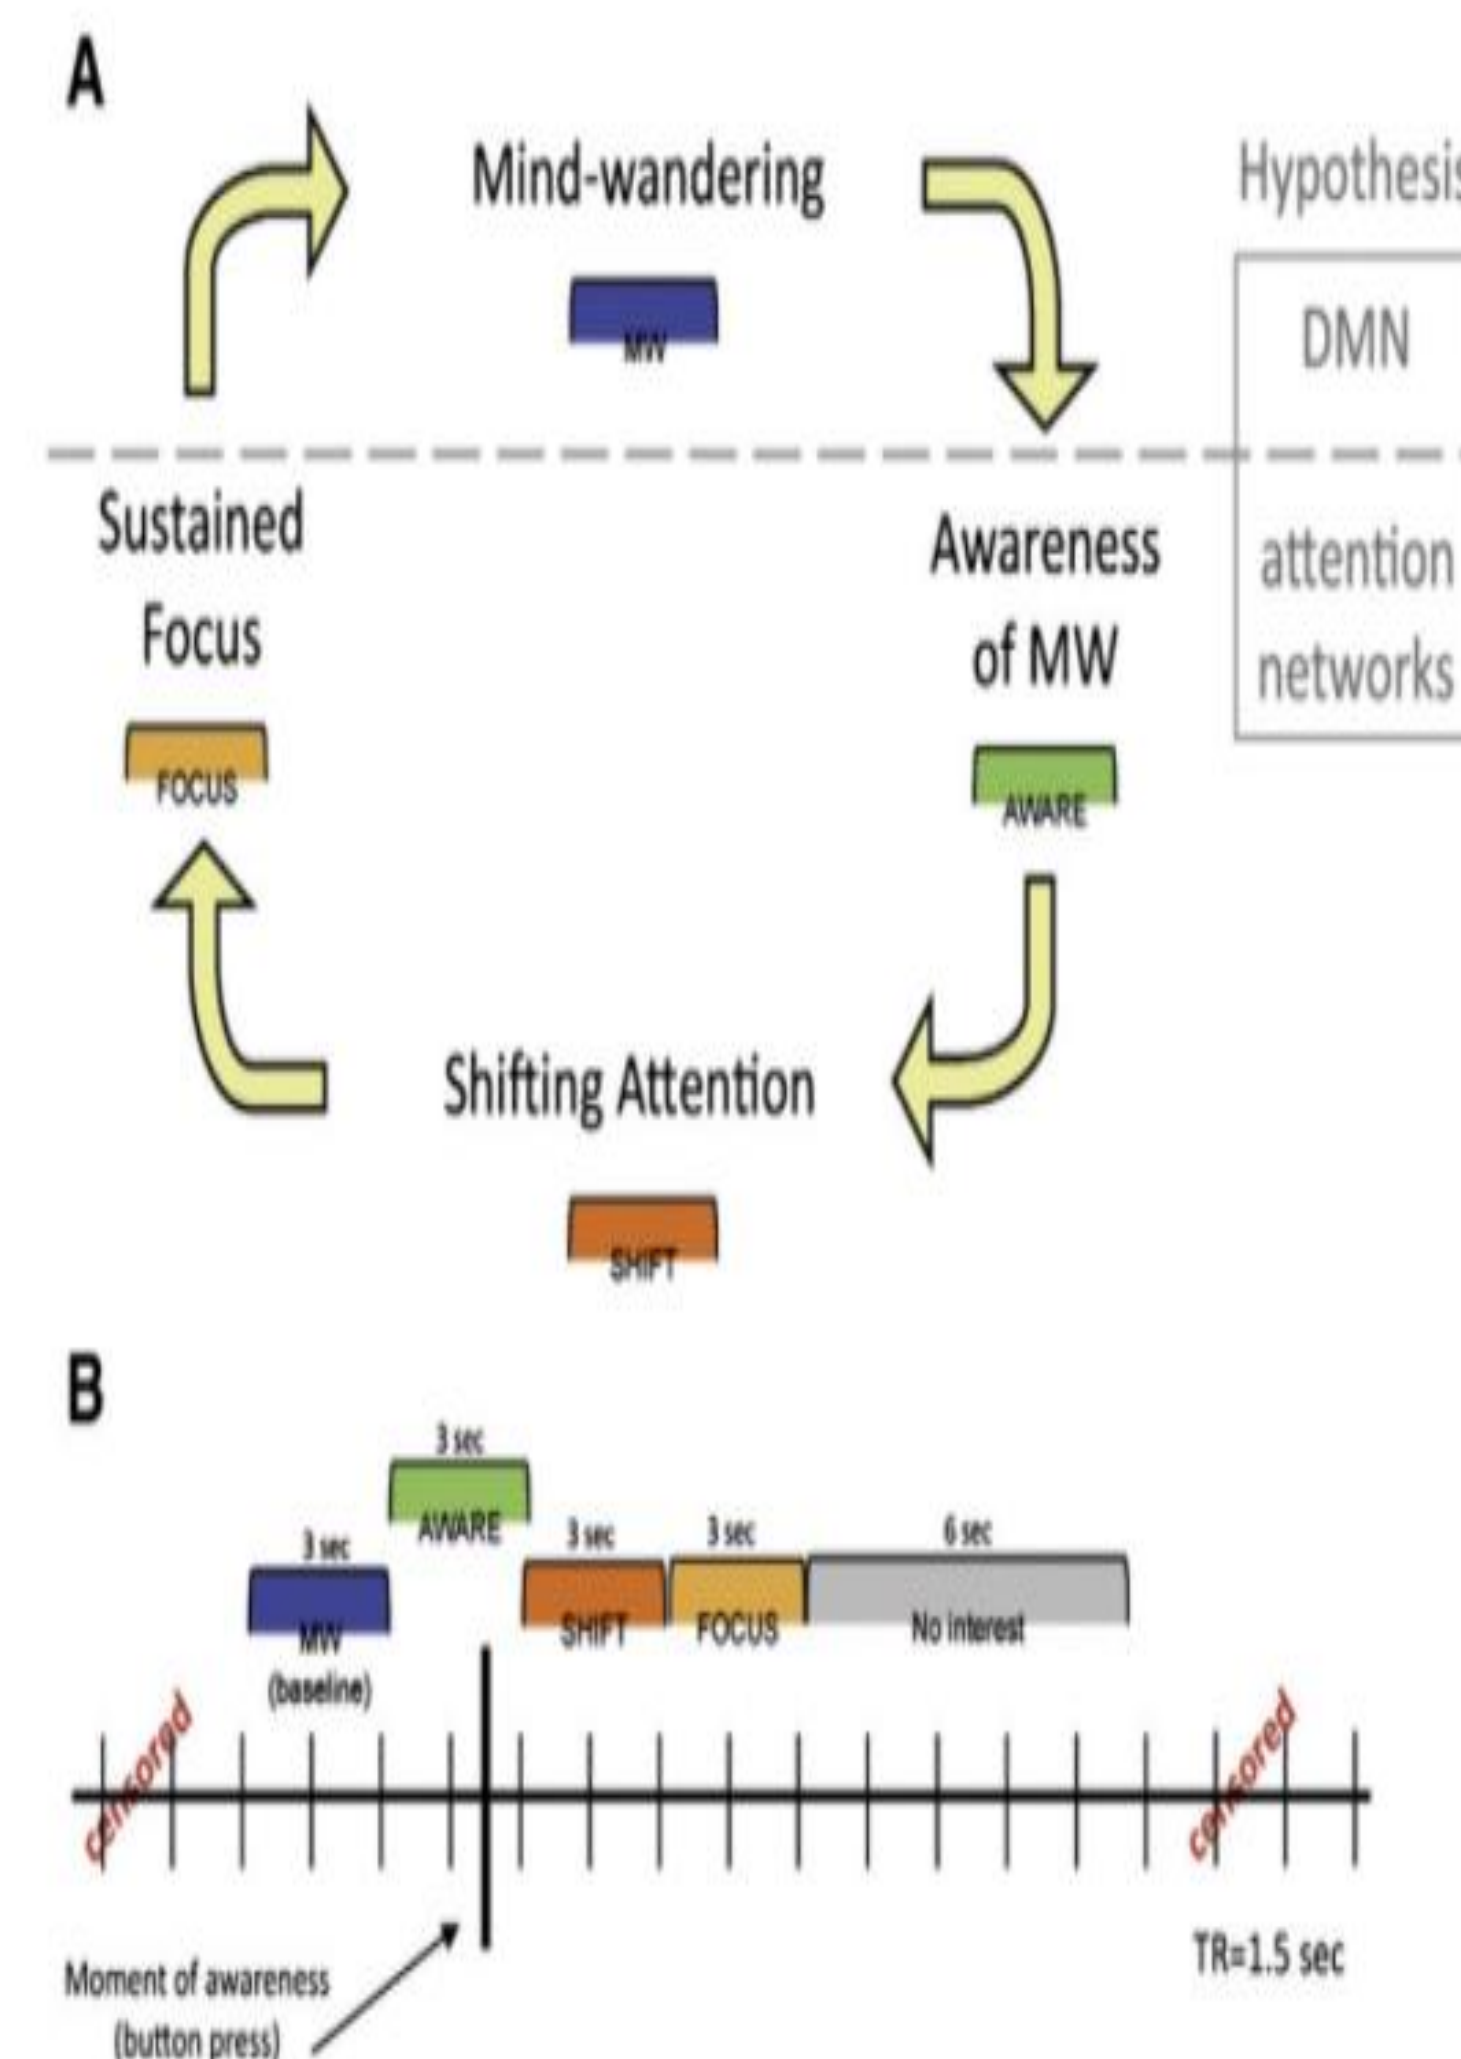 A
Mind-wandering
Hypothesis
MW
DMN
Sustained
Focus
FOCUS
Awareness
of MW
AWARE
attention
networks
Shifting Attention
SHIFT
B
3 sec
AWARE
3 sec
MW
(baseline)
3 sec
SHIFT
3 sec
FOCUS
6 sec
No interest
censored
censored
Moment of awareness
(button press)
TR=1.5 sec